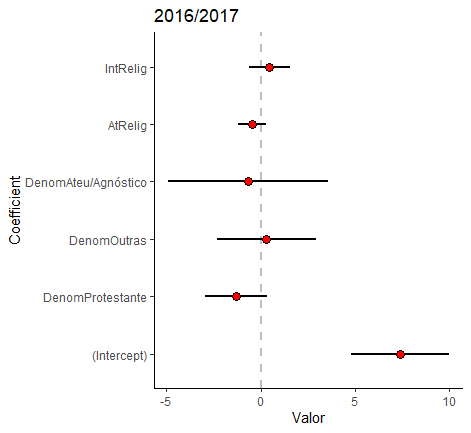 2016/2017
Coefficient
IntRelig
AtRelig
DenomAteu/Agnóstico
DenomOutras
DenomProtestante
(Intercept)
-5 0 5 10
Valor